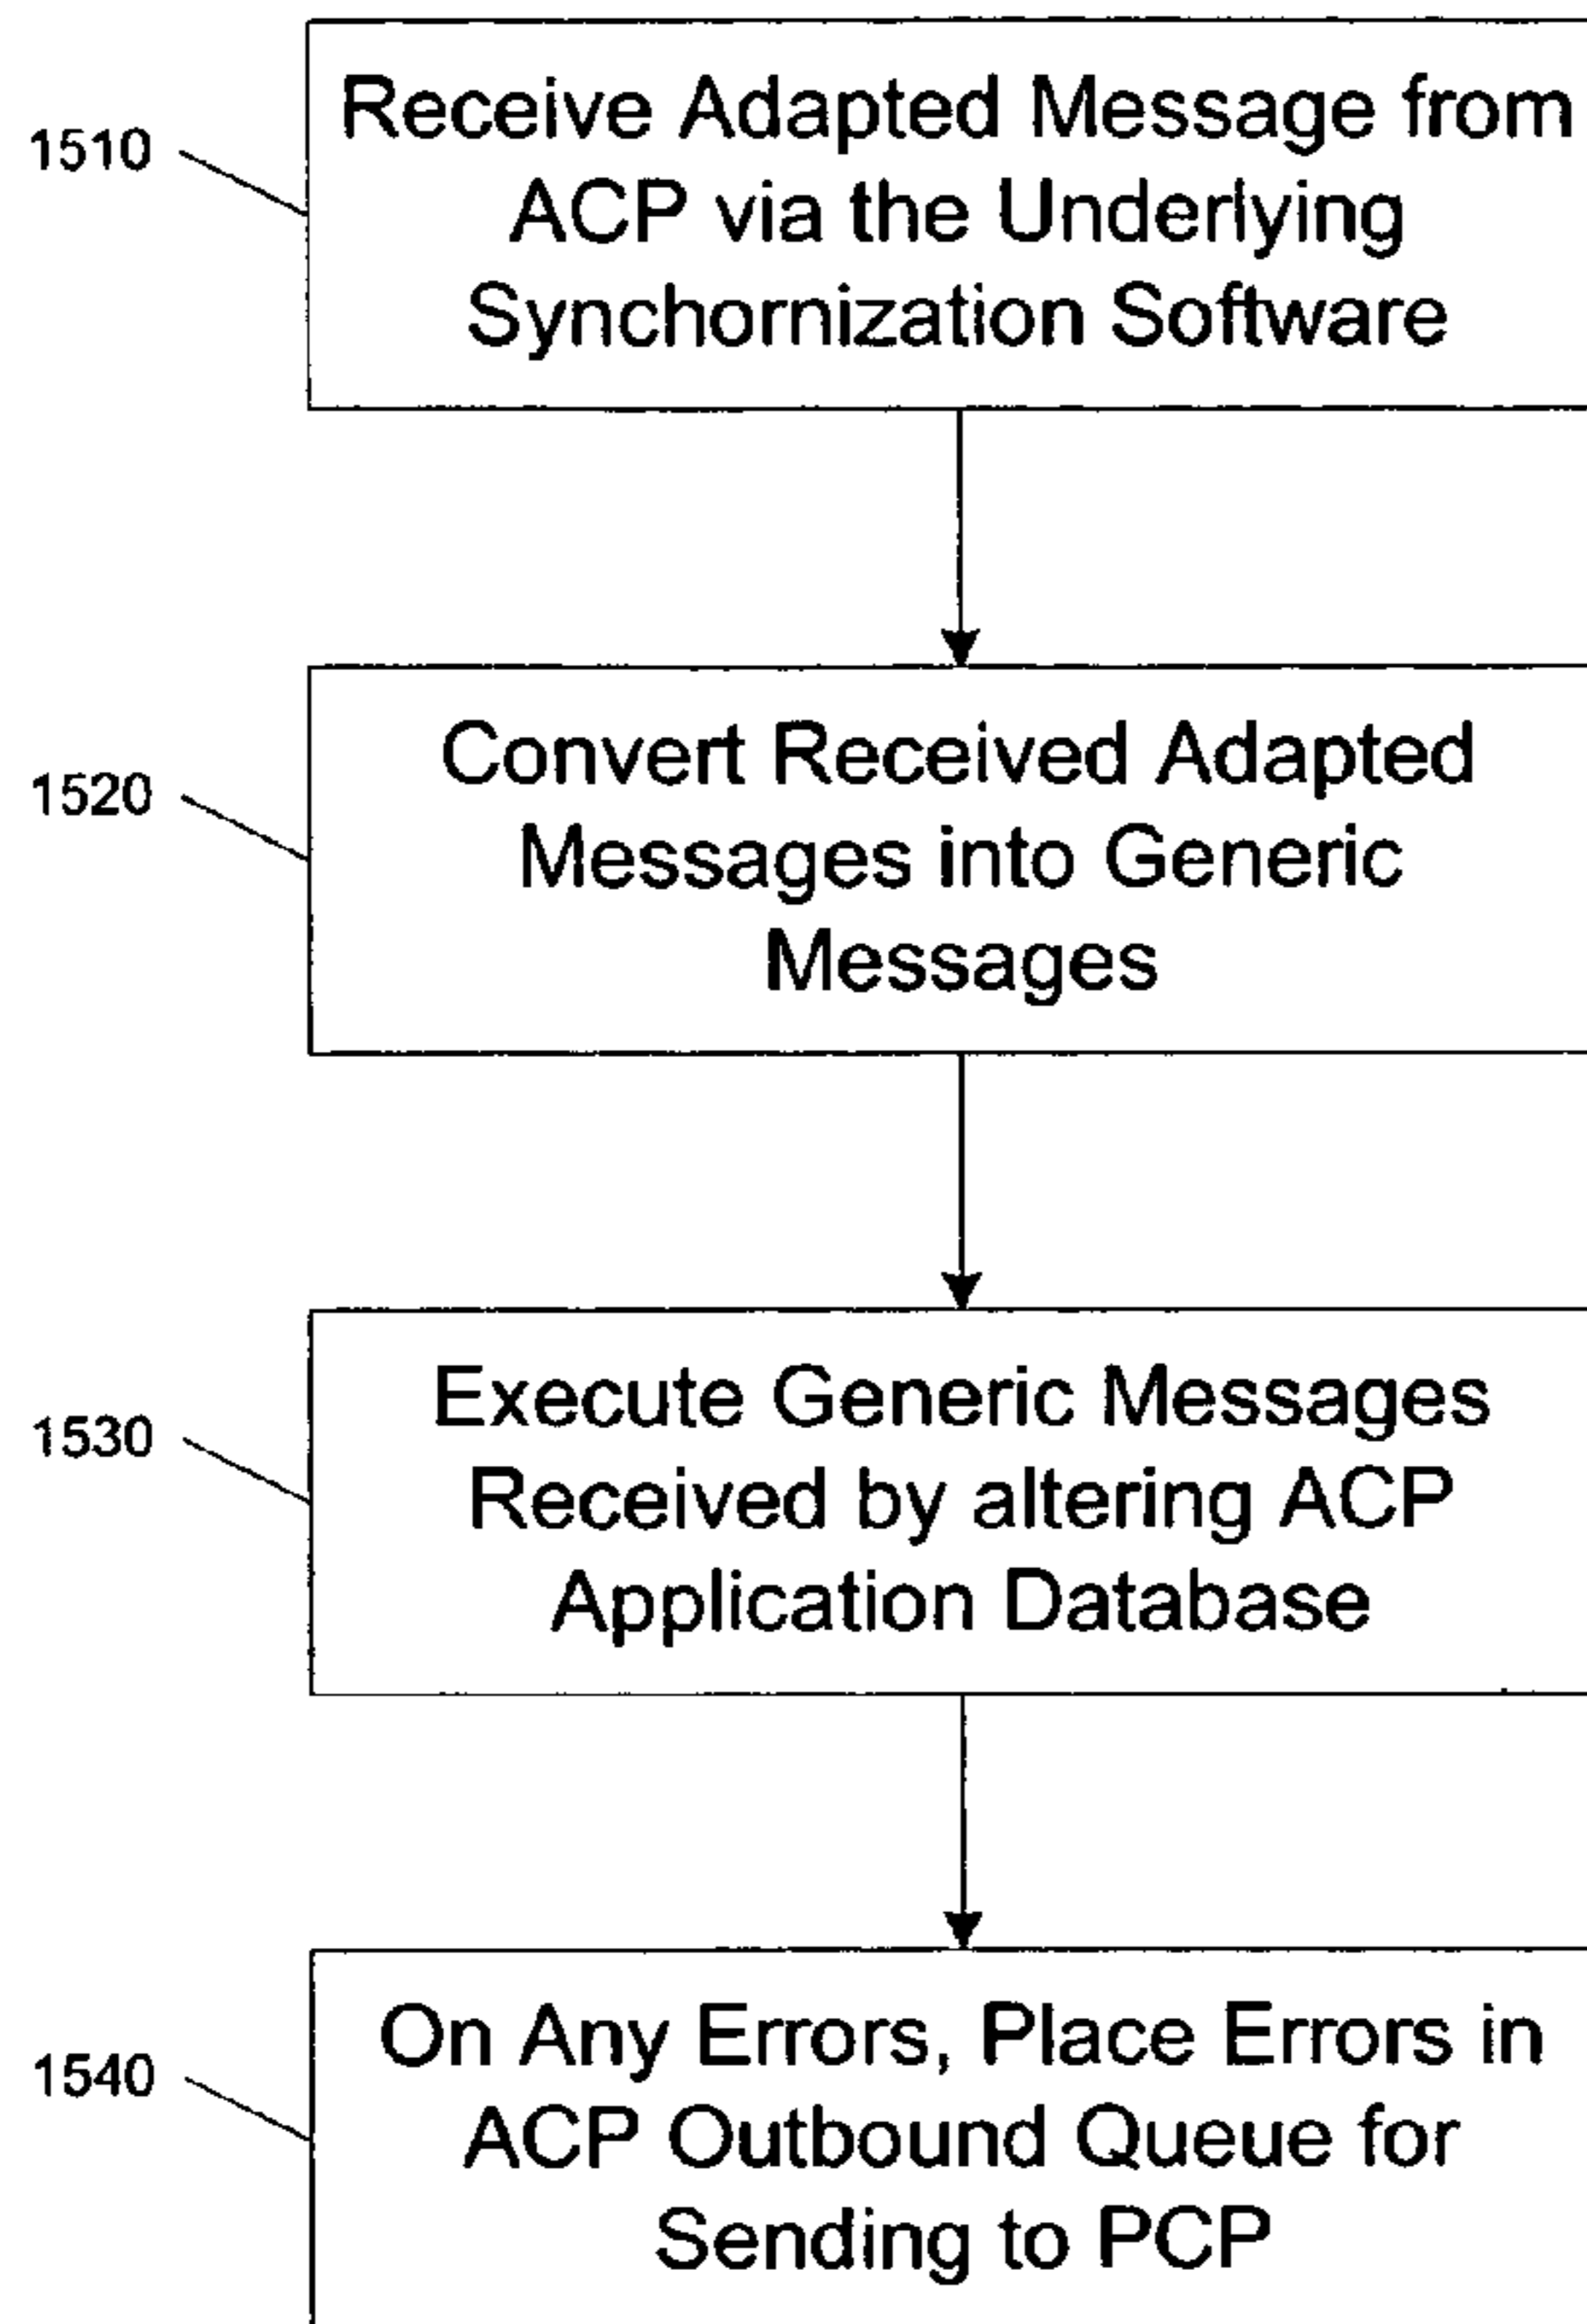 1510
Receive Adapted Message from
ACP via the Underlying
Synchornization Software
1520
Convert Received Adapted
Messages into Generic
Messages
1530
Execute Generic Messages
Received by altering ACP
Application Database
1540
On Any Errors, Place Errors in
ACP Outbound Queue for
Sending to PCP